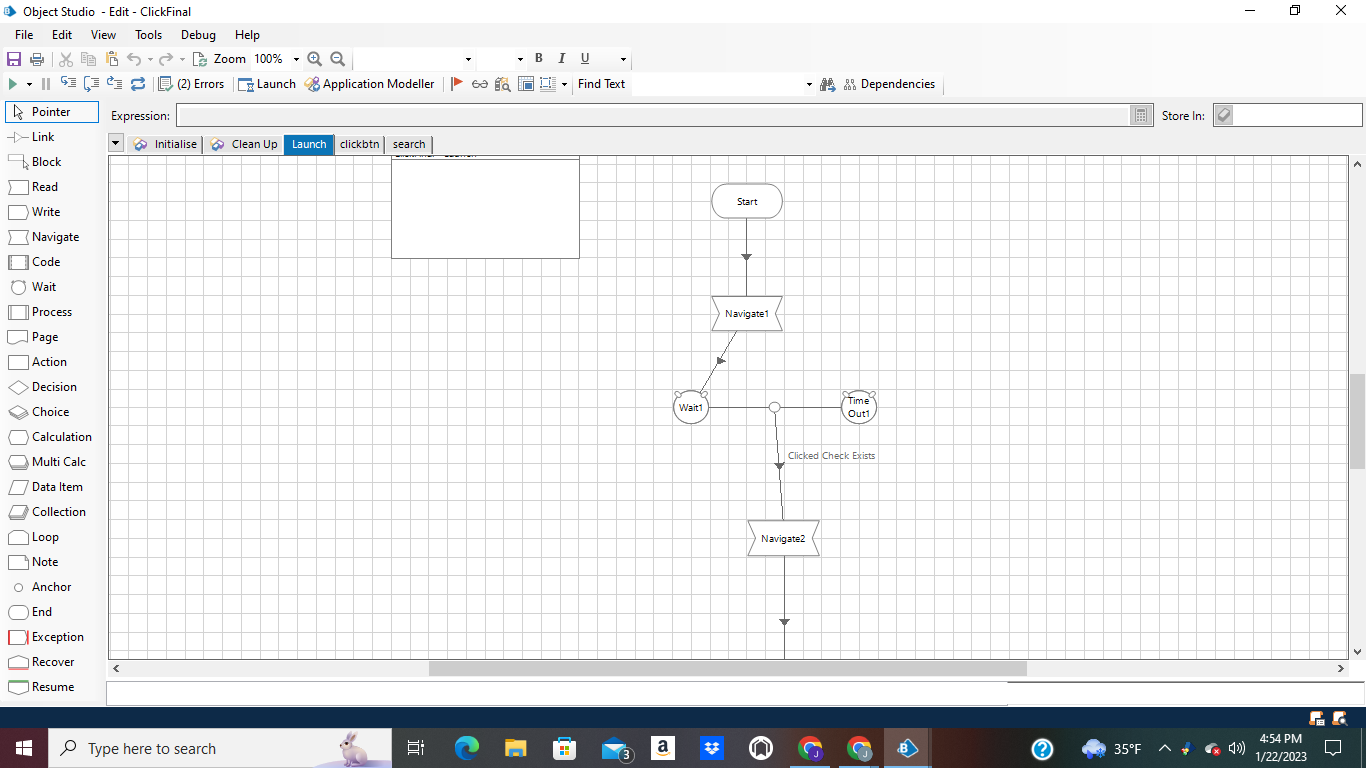 Object Studio - Edit - ClickFinal
File Edit View Tools Debug Help
Zoom 100% B I U
(2) Errors Launch Application Modeller Find Text Dependencies
Pointer
Link
Block
Read
Write
Navigate
Code
Wait
Process
Page
Action
Decision
Choice
Calculation
Multi Calc
Data Item
Collection
Loop
Note
Anchor
End
Exception
Recover
Resume
Expression: Store In:
Initialise Clean Up Launch clickbtn search
Start
Navigate1
Wait1
Time
Out1
Clicked Check Exists
Navigate2
Type here to search
a
3
J
J
35°F
4:54 PM
1/22/2023